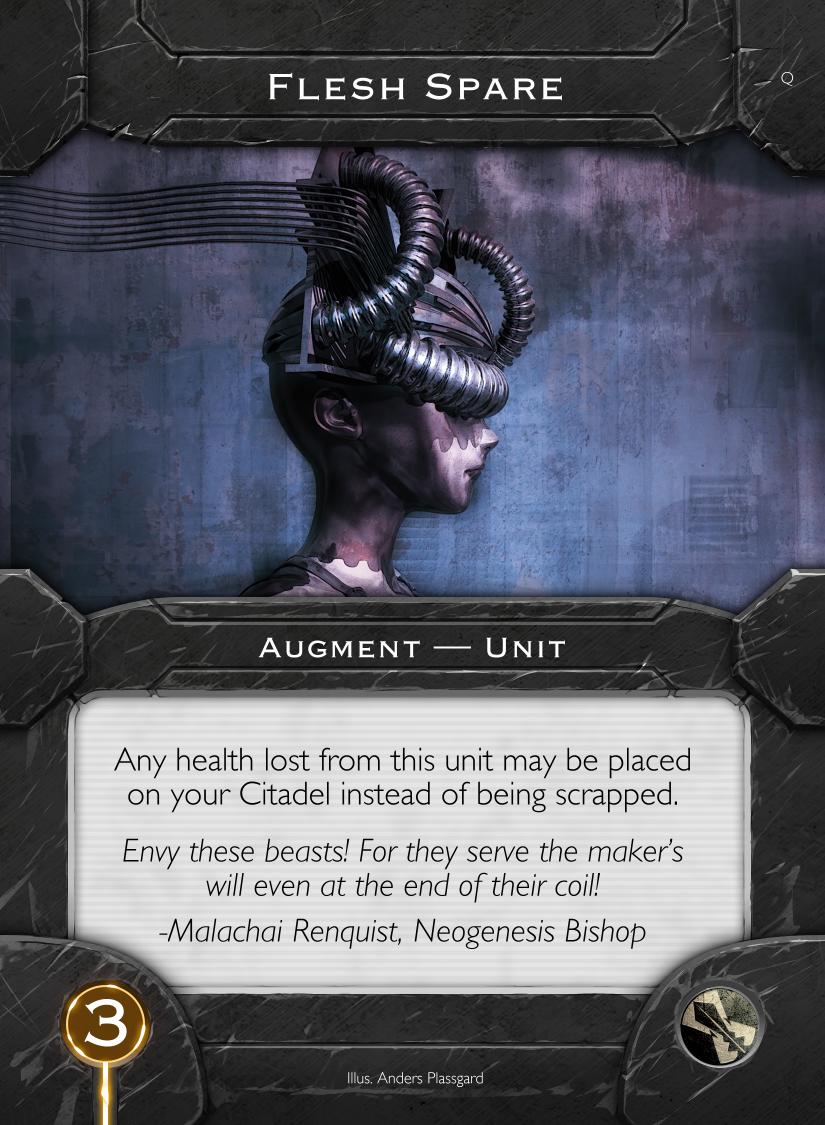 Flesh Spare
Q
Augment — Unit
Any health lost from this unit may be placed
on your Citadel instead of being scrapped.
Envy these beasts! For they serve the maker's
will even at the end of their coil!
-Malachai Renquist, Neogenesis Bishop
3
Illus. Anders Plassgard